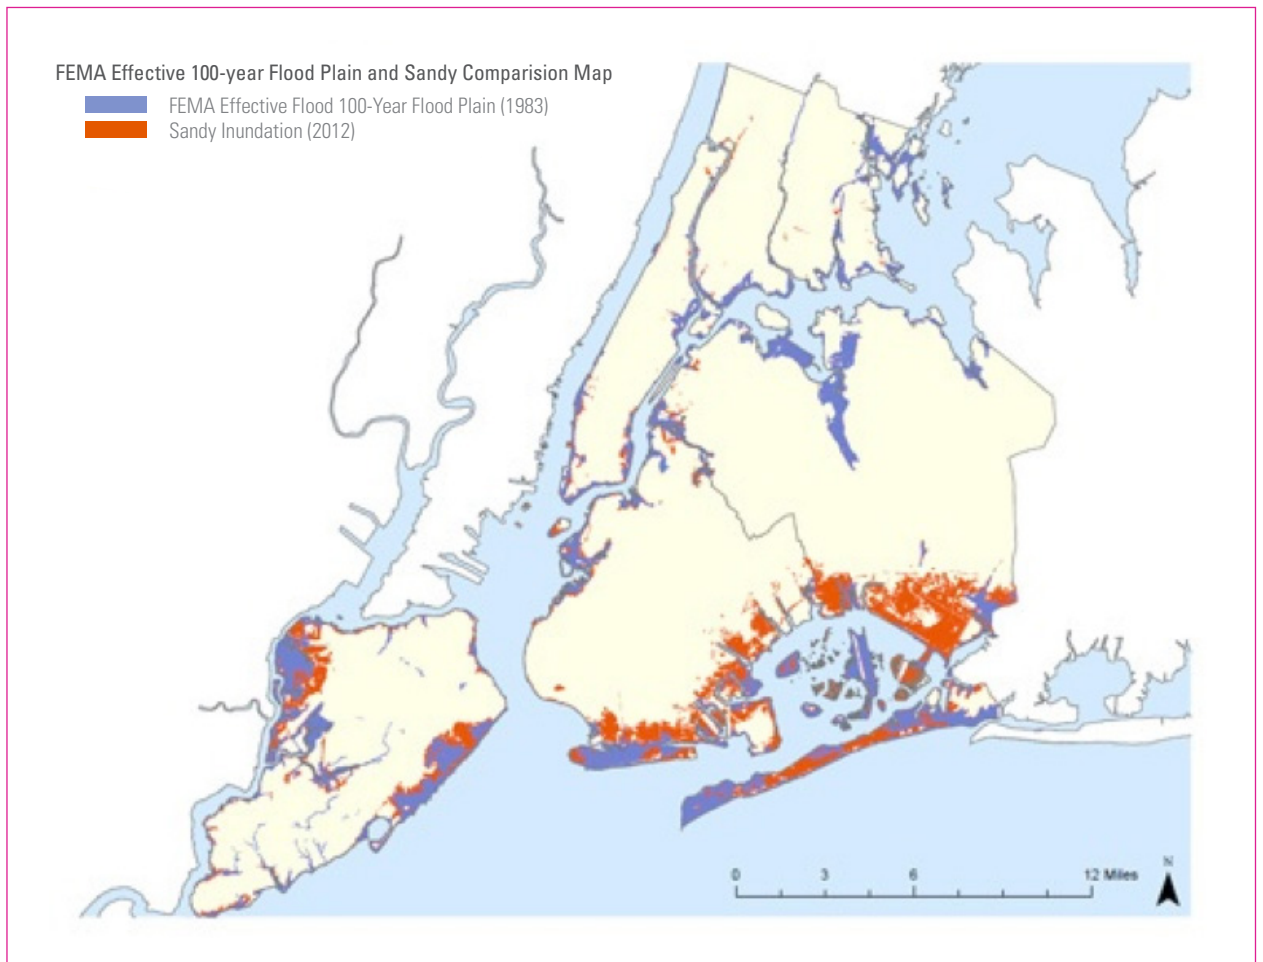 FEMA Effective 100-year Flood Plain and Sandy Comparision Map
FEMA Effective Flood 100-Year Flood Plain (1983)
Sandy Inundation (2012)
0 3 6 12 Miles
N